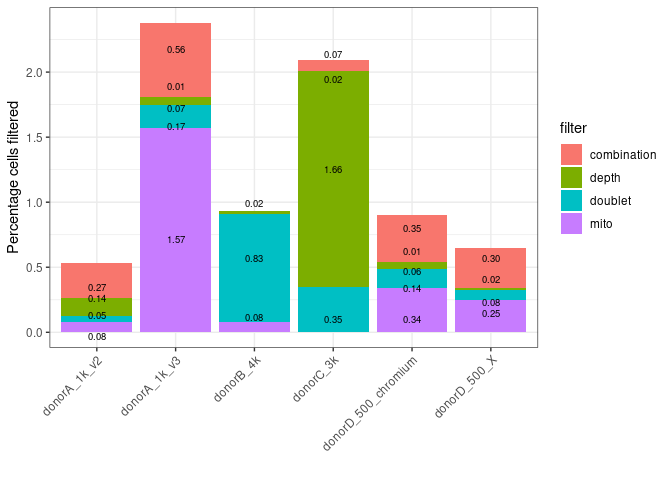 Percentage cells filtered
2.0
1.5
1.0
0.5
0.0
0.27
0.14
0.05
0.08
0.56
0.01
0.07
0.17
1.57
0.02
0.83
0.08
0.07
0.02
1.66
0.35
0.35
0.01
0.06
0.14
0.34
0.30
0.02
0.08
0.25
donorA_1k_v2
donorA_1k_v3
donorB_4k
donorC_3k
donorD_500_chromium
donorD_500_X
filter
combination
depth
doublet
mito